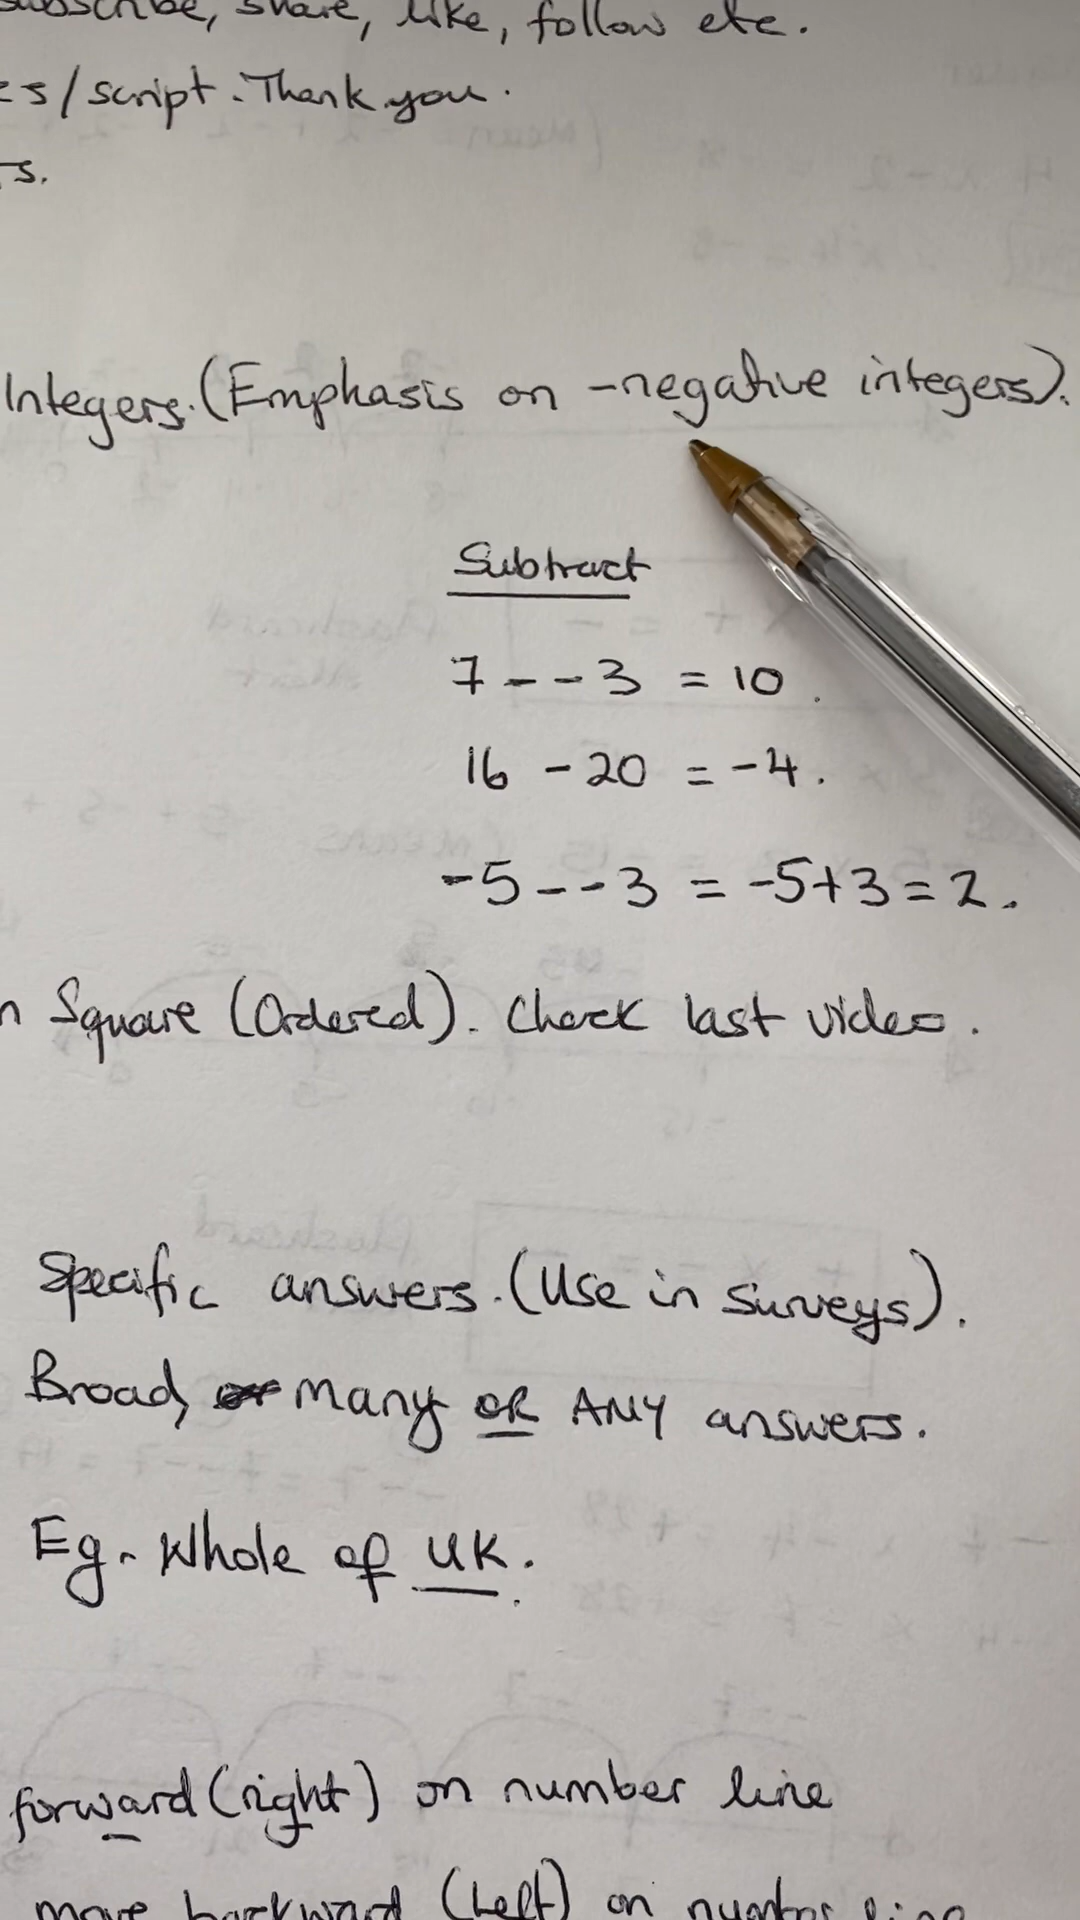 subscribe, share, like, follow etc.
es/script. Thank you.
s.
Integers. (Emphasis on -negative integers).
Subtract
7 - - 3 = 10.
16 - 20 = -4.
-5 - - 3 = -5+3 = 2.
n Square (Ordered). Check last video.
Specific answers. (Use in surveys).
Broad, or many OR ANY answers.
Eg. Whole of UK.
forward (right) on number line
move backward (Left) on number line